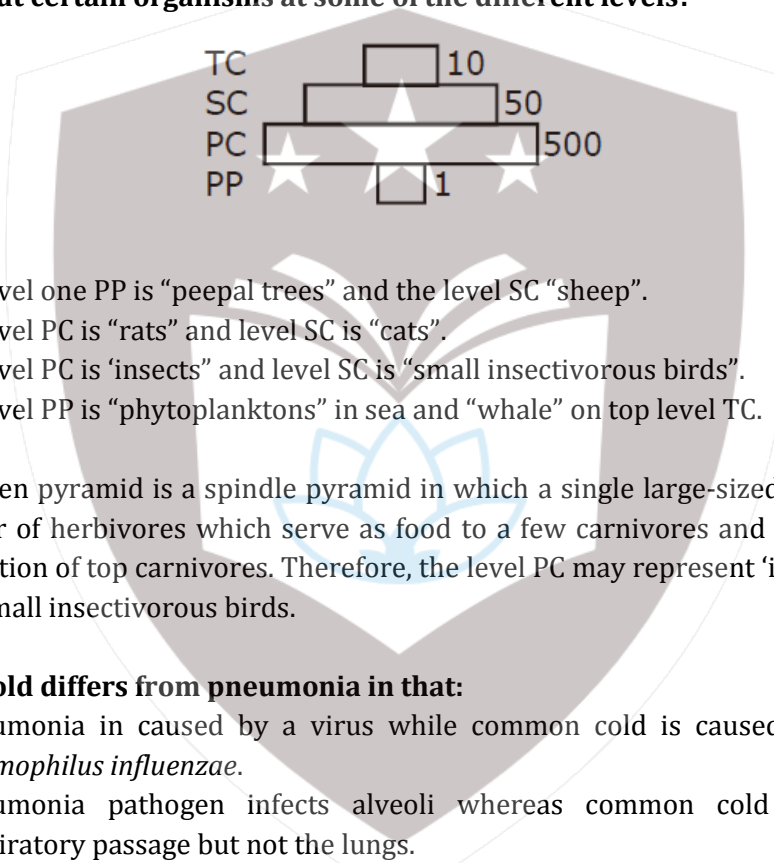 certain organisms at some of the different levels?
TC 10
SC 50
PC 500
PP 1
vel one PP is “peepal trees” and the level SC “sheep”.
vel PC is “rats” and level SC is “cats”.
vel PC is ‘insects” and level SC is “small insectivorous birds”.
vel PP is “phytoplanktons” in sea and “whale” on top level TC.
en pyramid is a spindle pyramid in which a single large-sized
r of herbivores which serve as food to a few carnivores and
tion of top carnivores. Therefore, the level PC may represent ‘i
mall insectivorous birds.
old differs from pneumonia in that:
umonia in caused by a virus while common cold is caused
mophilus influenzae.
umonia pathogen infects alveoli whereas common cold
iratory passage but not the lungs.